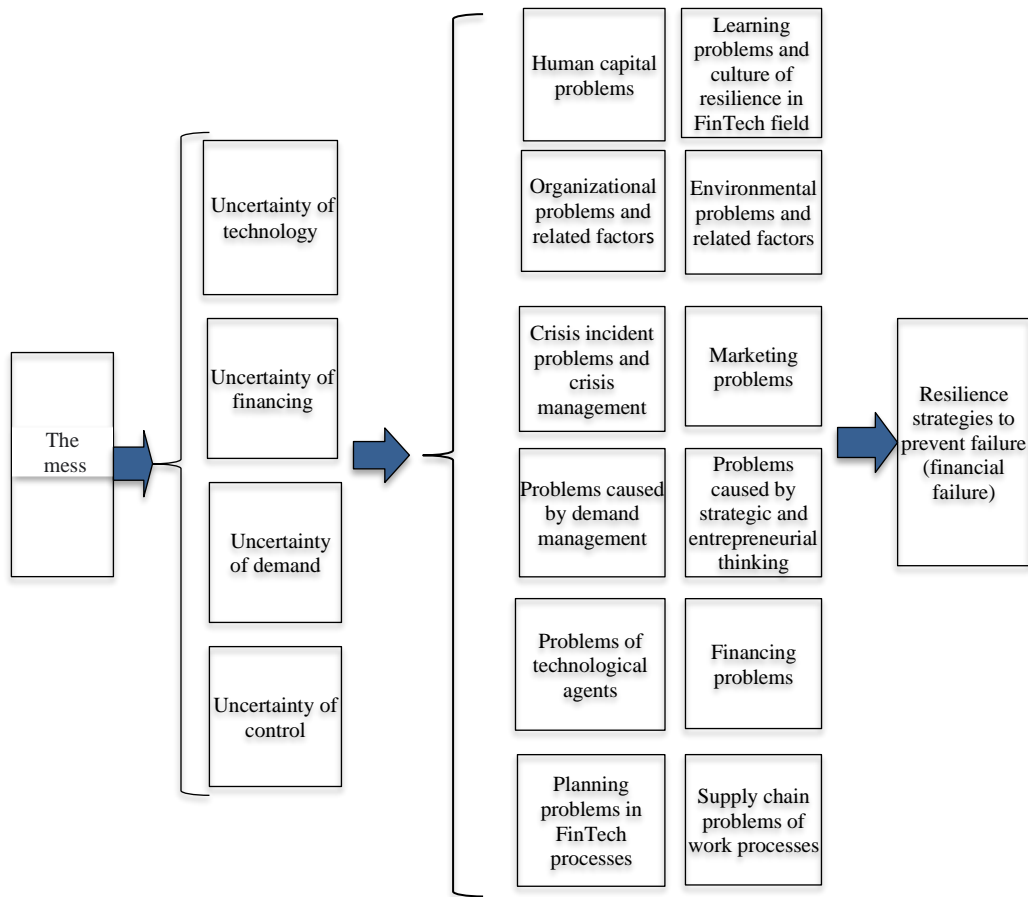 The
mess
Uncertainty of
technology
Uncertainty of
financing
Uncertainty
of demand
Uncertainty of
control
Human capital
problems
Learning
problems and
culture of
resilience in
FinTech field
Organizational
problems and
related factors
Environmental
problems and
related factors
Crisis incident
problems and
crisis
management
Marketing
problems
Problems caused
by demand
management
Problems
caused by
strategic and
entrepreneurial
thinking
Problems of
technological
agents
Financing
problems
Planning
problems in
FinTech
processes
Supply chain
problems of
work processes
Resilience
strategies to
prevent failure
(financial
failure)